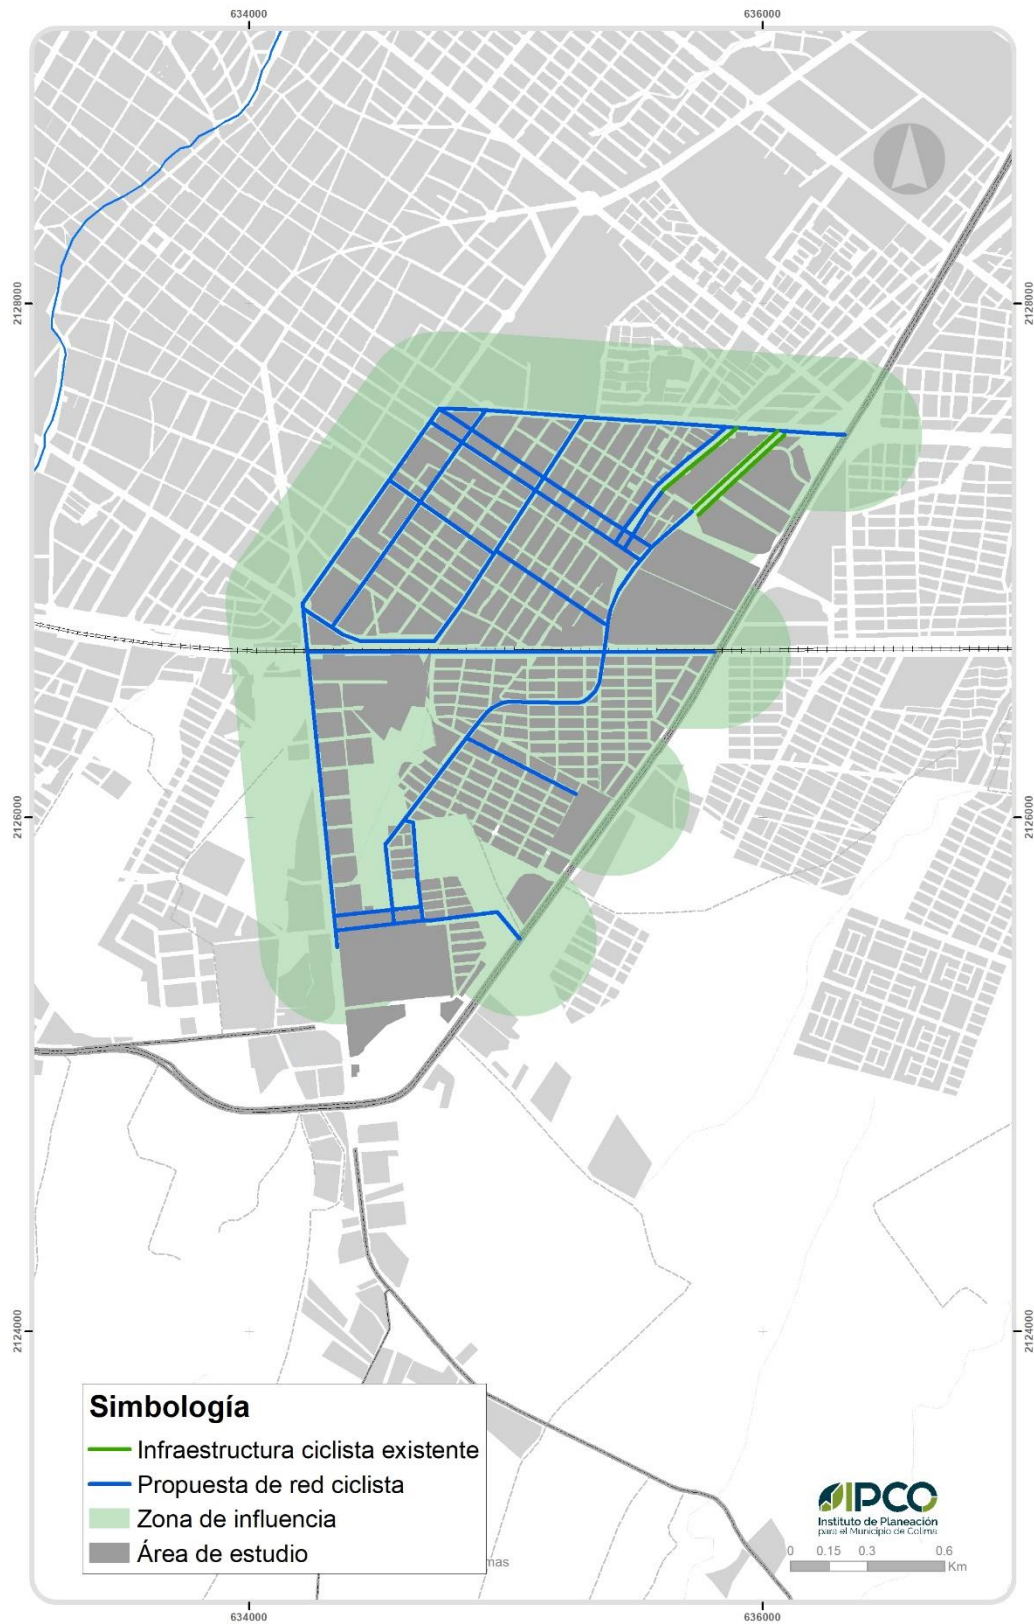 634000
636000
2128000
2128000
2126000
2126000
2124000
2124000
Simbología
Infraestructura ciclista existente
Propuesta de red ciclista
Zona de influencia
Área de estudio
mas
IPCO
Instituto de Planeación
para el Municipio de Colima
0 0.15 0.3 0.6
Km
634000
636000